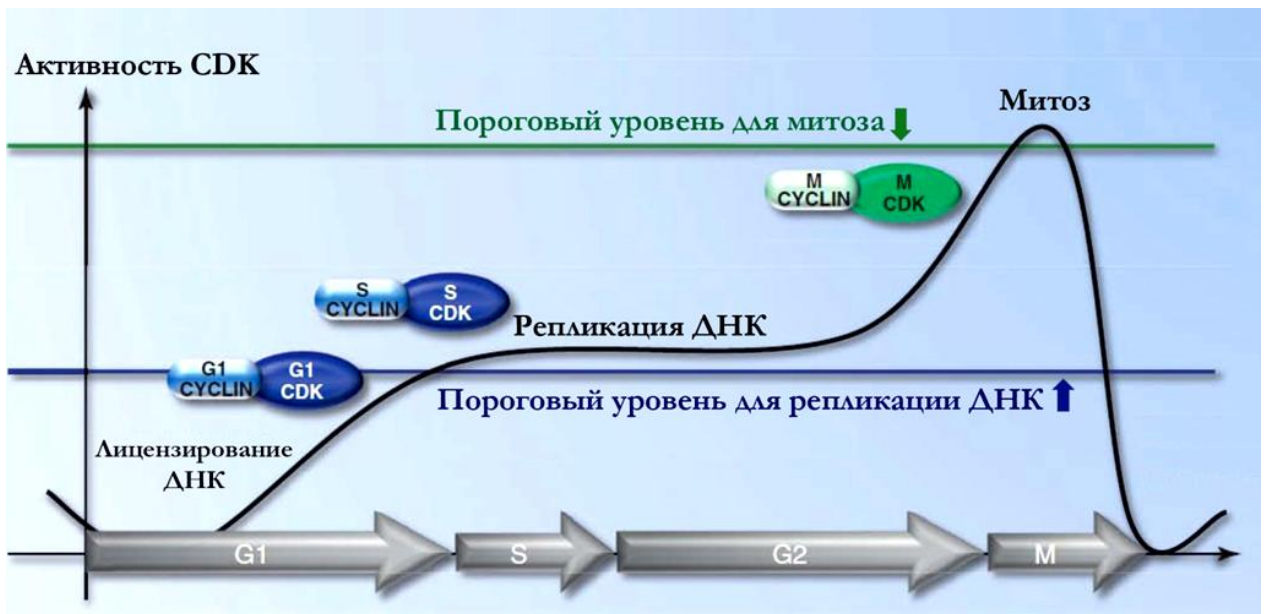 Активность CDK
Митоз
Пороговый уровень для митоза
M
CYCLIN
M
CDK
S
CYCLIN
S
CDK
Репликация ДНК
G1
CYCLIN
G1
CDK
Пороговый уровень для репликации ДНК
Лицензирование
ДНК
G1
S
G2
M